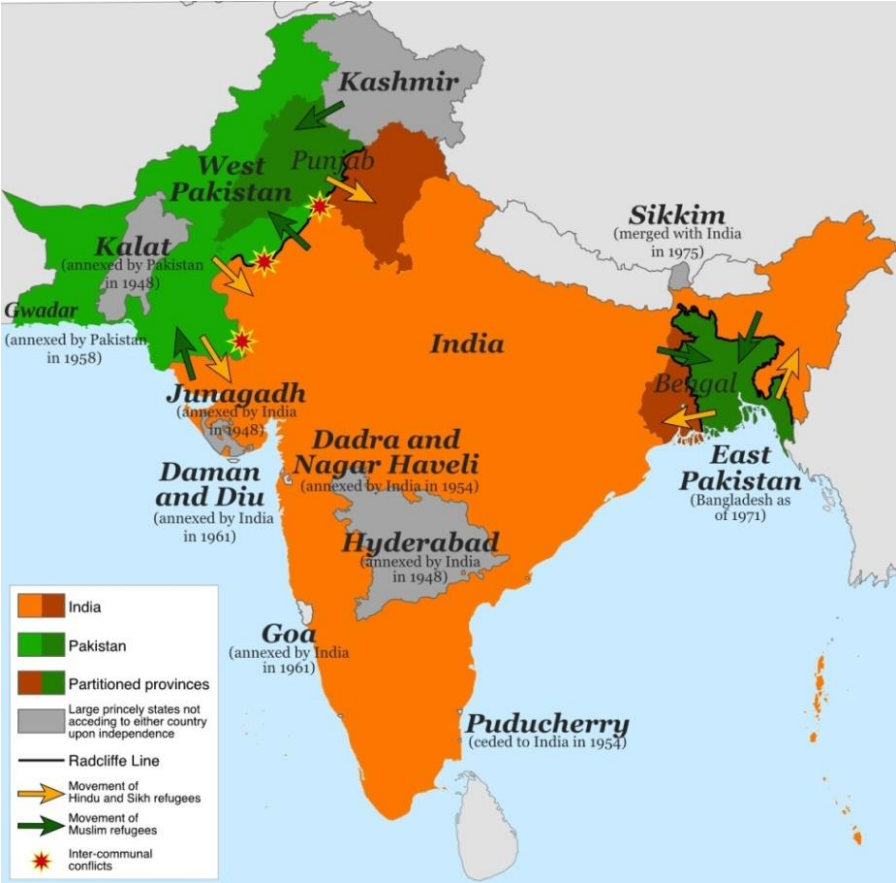 Kashmir
Punjab
West
Pakistan
Sikkim
(merged with India
in 1975)
Kalat
(annexed by Pakistan
in 1948)
Gwadar
(annexed by Pakistan
in 1958)
India
Bengal
Junagadh
(annexed by India
in 1948)
Dadra and
Nagar Haveli
(annexed by India in 1954)
East
Pakistan
(Bangladesh as
of 1971)
Daman
and Diu
(annexed by India
in 1961)
Hyderabad
(annexed by India
in 1948)
Goa
(annexed by India
in 1961)
Puducherry
(ceded to India in 1954)
India
Pakistan
Partitioned provinces
Large princely states not
acceding to either country
upon independence
Radcliffe Line
Movement of
Hindu and Sikh refugees
Movement of
Muslim refugees
Inter-communal
conflicts